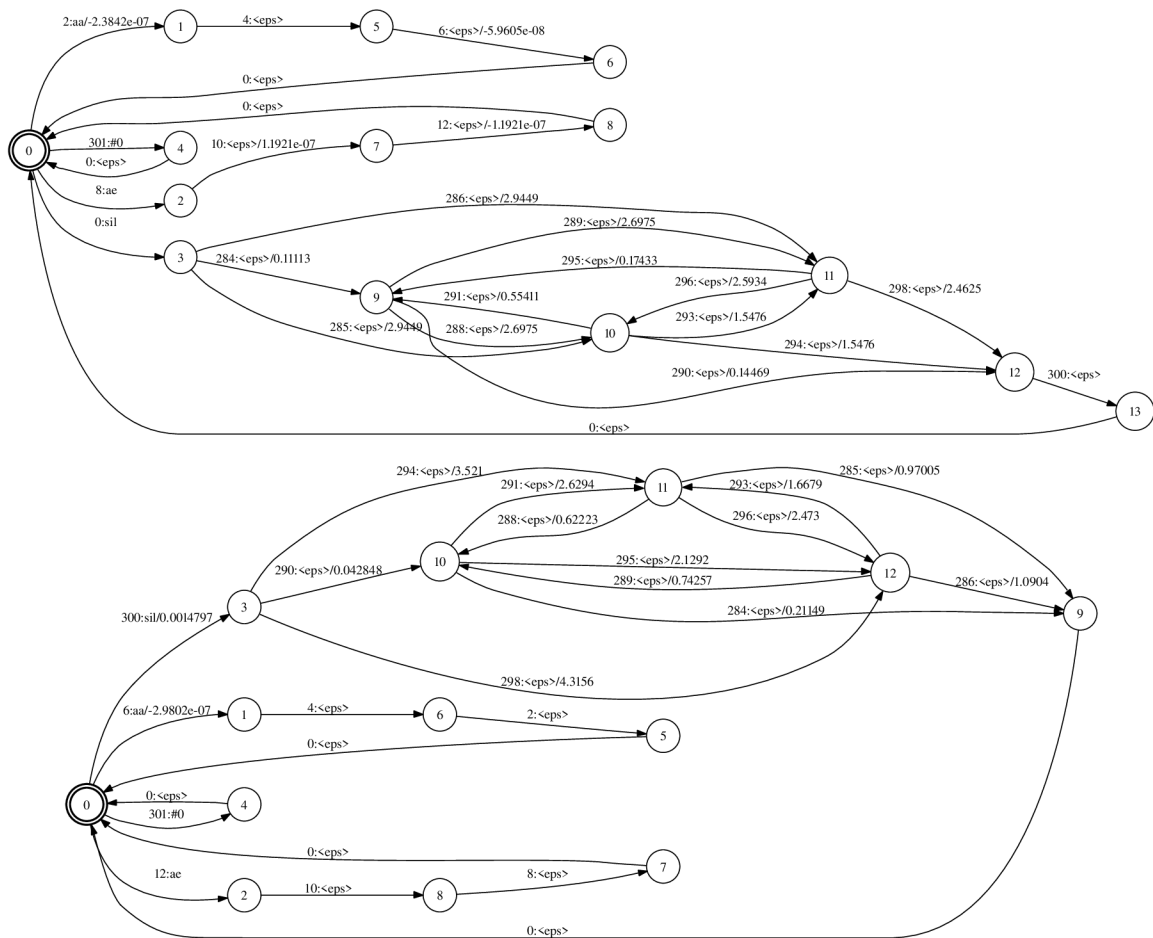 2:aa/-2.3842e-07
1
4:<eps>
5
6:<eps>/-5.9605e-08
6
0:<eps>
0:<eps>
8
12:<eps>/-1.1921e-07
0
301:#0
4
0:<eps>
10:<eps>/1.1921e-07
7
8:ae
2
0:sil
3
286:<eps>/2.9449
284:<eps>/0.11113
289:<eps>/2.6975
295:<eps>/0.17433
11
9
291:<eps>/0.55411
296:<eps>/2.5934
298:<eps>/2.4625
285:<eps>/2.9449
288:<eps>/2.6975
10
293:<eps>/1.5476
294:<eps>/1.5476
290:<eps>/0.14469
12
300:<eps>
13
0:<eps>
294:<eps>/3.521
291:<eps>/2.6294
11
293:<eps>/1.6679
285:<eps>/0.97005
288:<eps>/0.62223
296:<eps>/2.473
290:<eps>/0.042848
10
295:<eps>/2.1292
289:<eps>/0.74257
12
286:<eps>/1.0904
300:sil/0.0014797
3
284:<eps>/0.21149
9
298:<eps>/4.3156
6:aa/-2.9802e-07
1
4:<eps>
6
2:<eps>
5
0:<eps>
0
0:<eps>
301:#0
4
0:<eps>
7
12:ae
2
10:<eps>
8
8:<eps>
0:<eps>